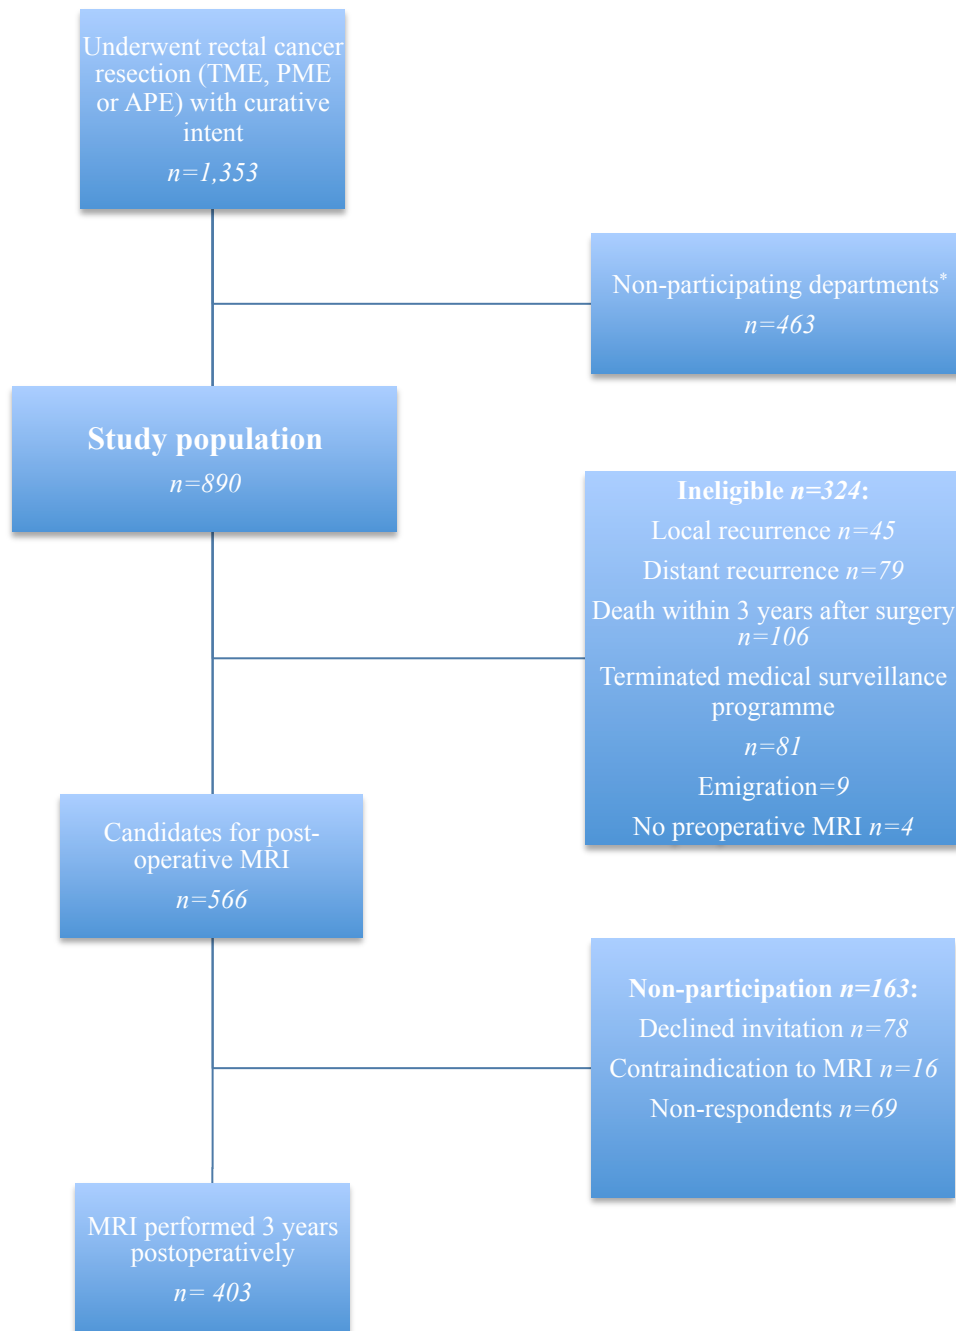 Underwent rectal cancer
resection (TME, PME
or APE) with curative
intent
n=1,353
Non-participating departments*
n=463
Study population
n=890
Ineligible n=324:
Local recurrence n=45
Distant recurrence n=79
Death within 3 years after surgery
n=106
Terminated medical surveillance
programme
n=81
Emigration=9
No preoperative MRI n=4
Candidates for post-
operative MRI
n=566
Non-participation n=163:
Declined invitation n=78
Contraindication to MRI n=16
Non-respondents n=69
MRI performed 3 years
postoperatively
n= 403